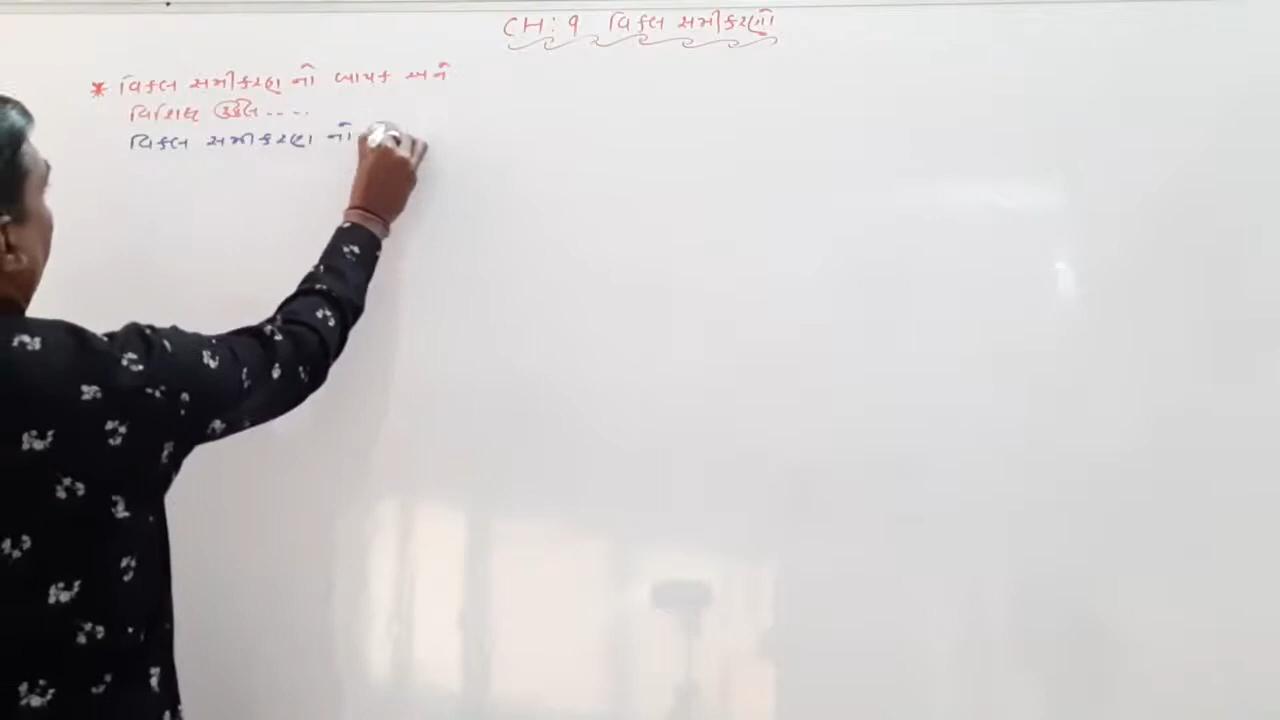 CH: 9 વિકલ સમીકરણો
* વિકલ સમીકરણ નો વ્યાપક અને
વિશિષ્ટ ઉકેલ....
વિકલ સમીકરણ નો